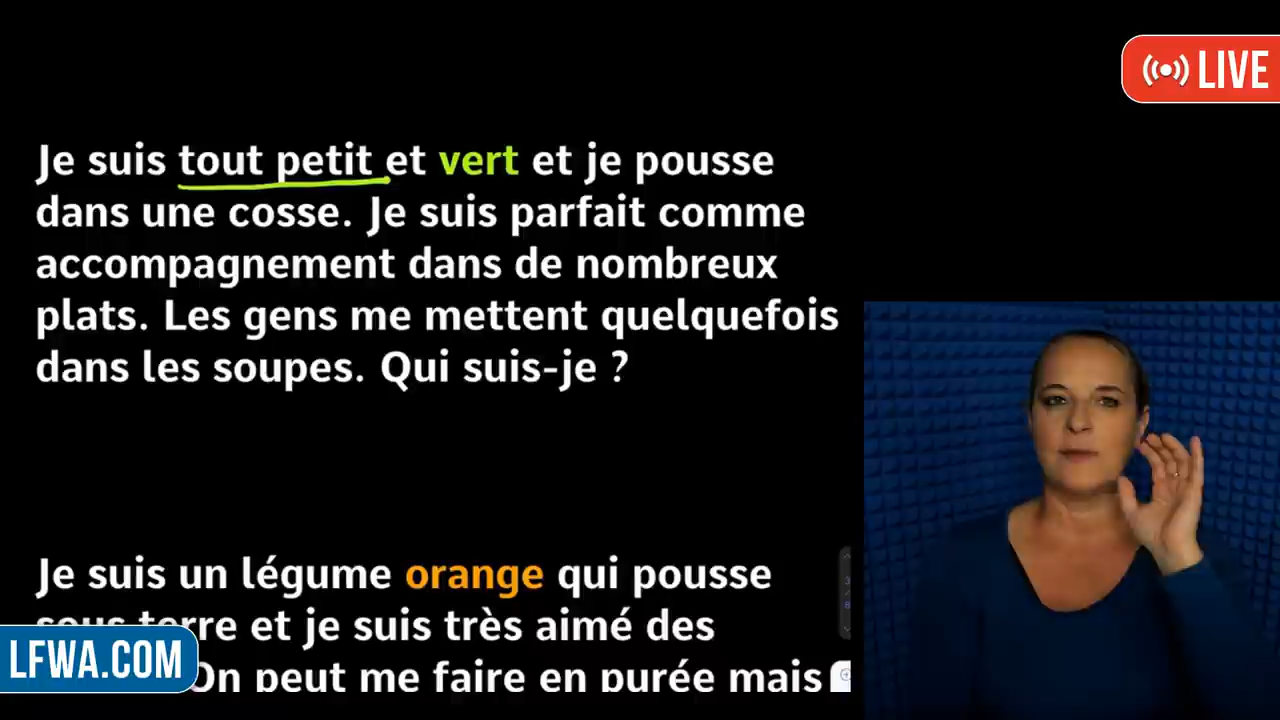 LIVE
Je suis tout petit et vert et je pousse
dans une cosse. Je suis parfait comme
accompagnement dans de nombreux
plats. Les gens me mettent quelquefois
dans les soupes. Qui suis-je ?
Je suis un légume orange qui pousse
sous terre et je suis très aimé des
On peut me faire en purée mais
LFWA.COM